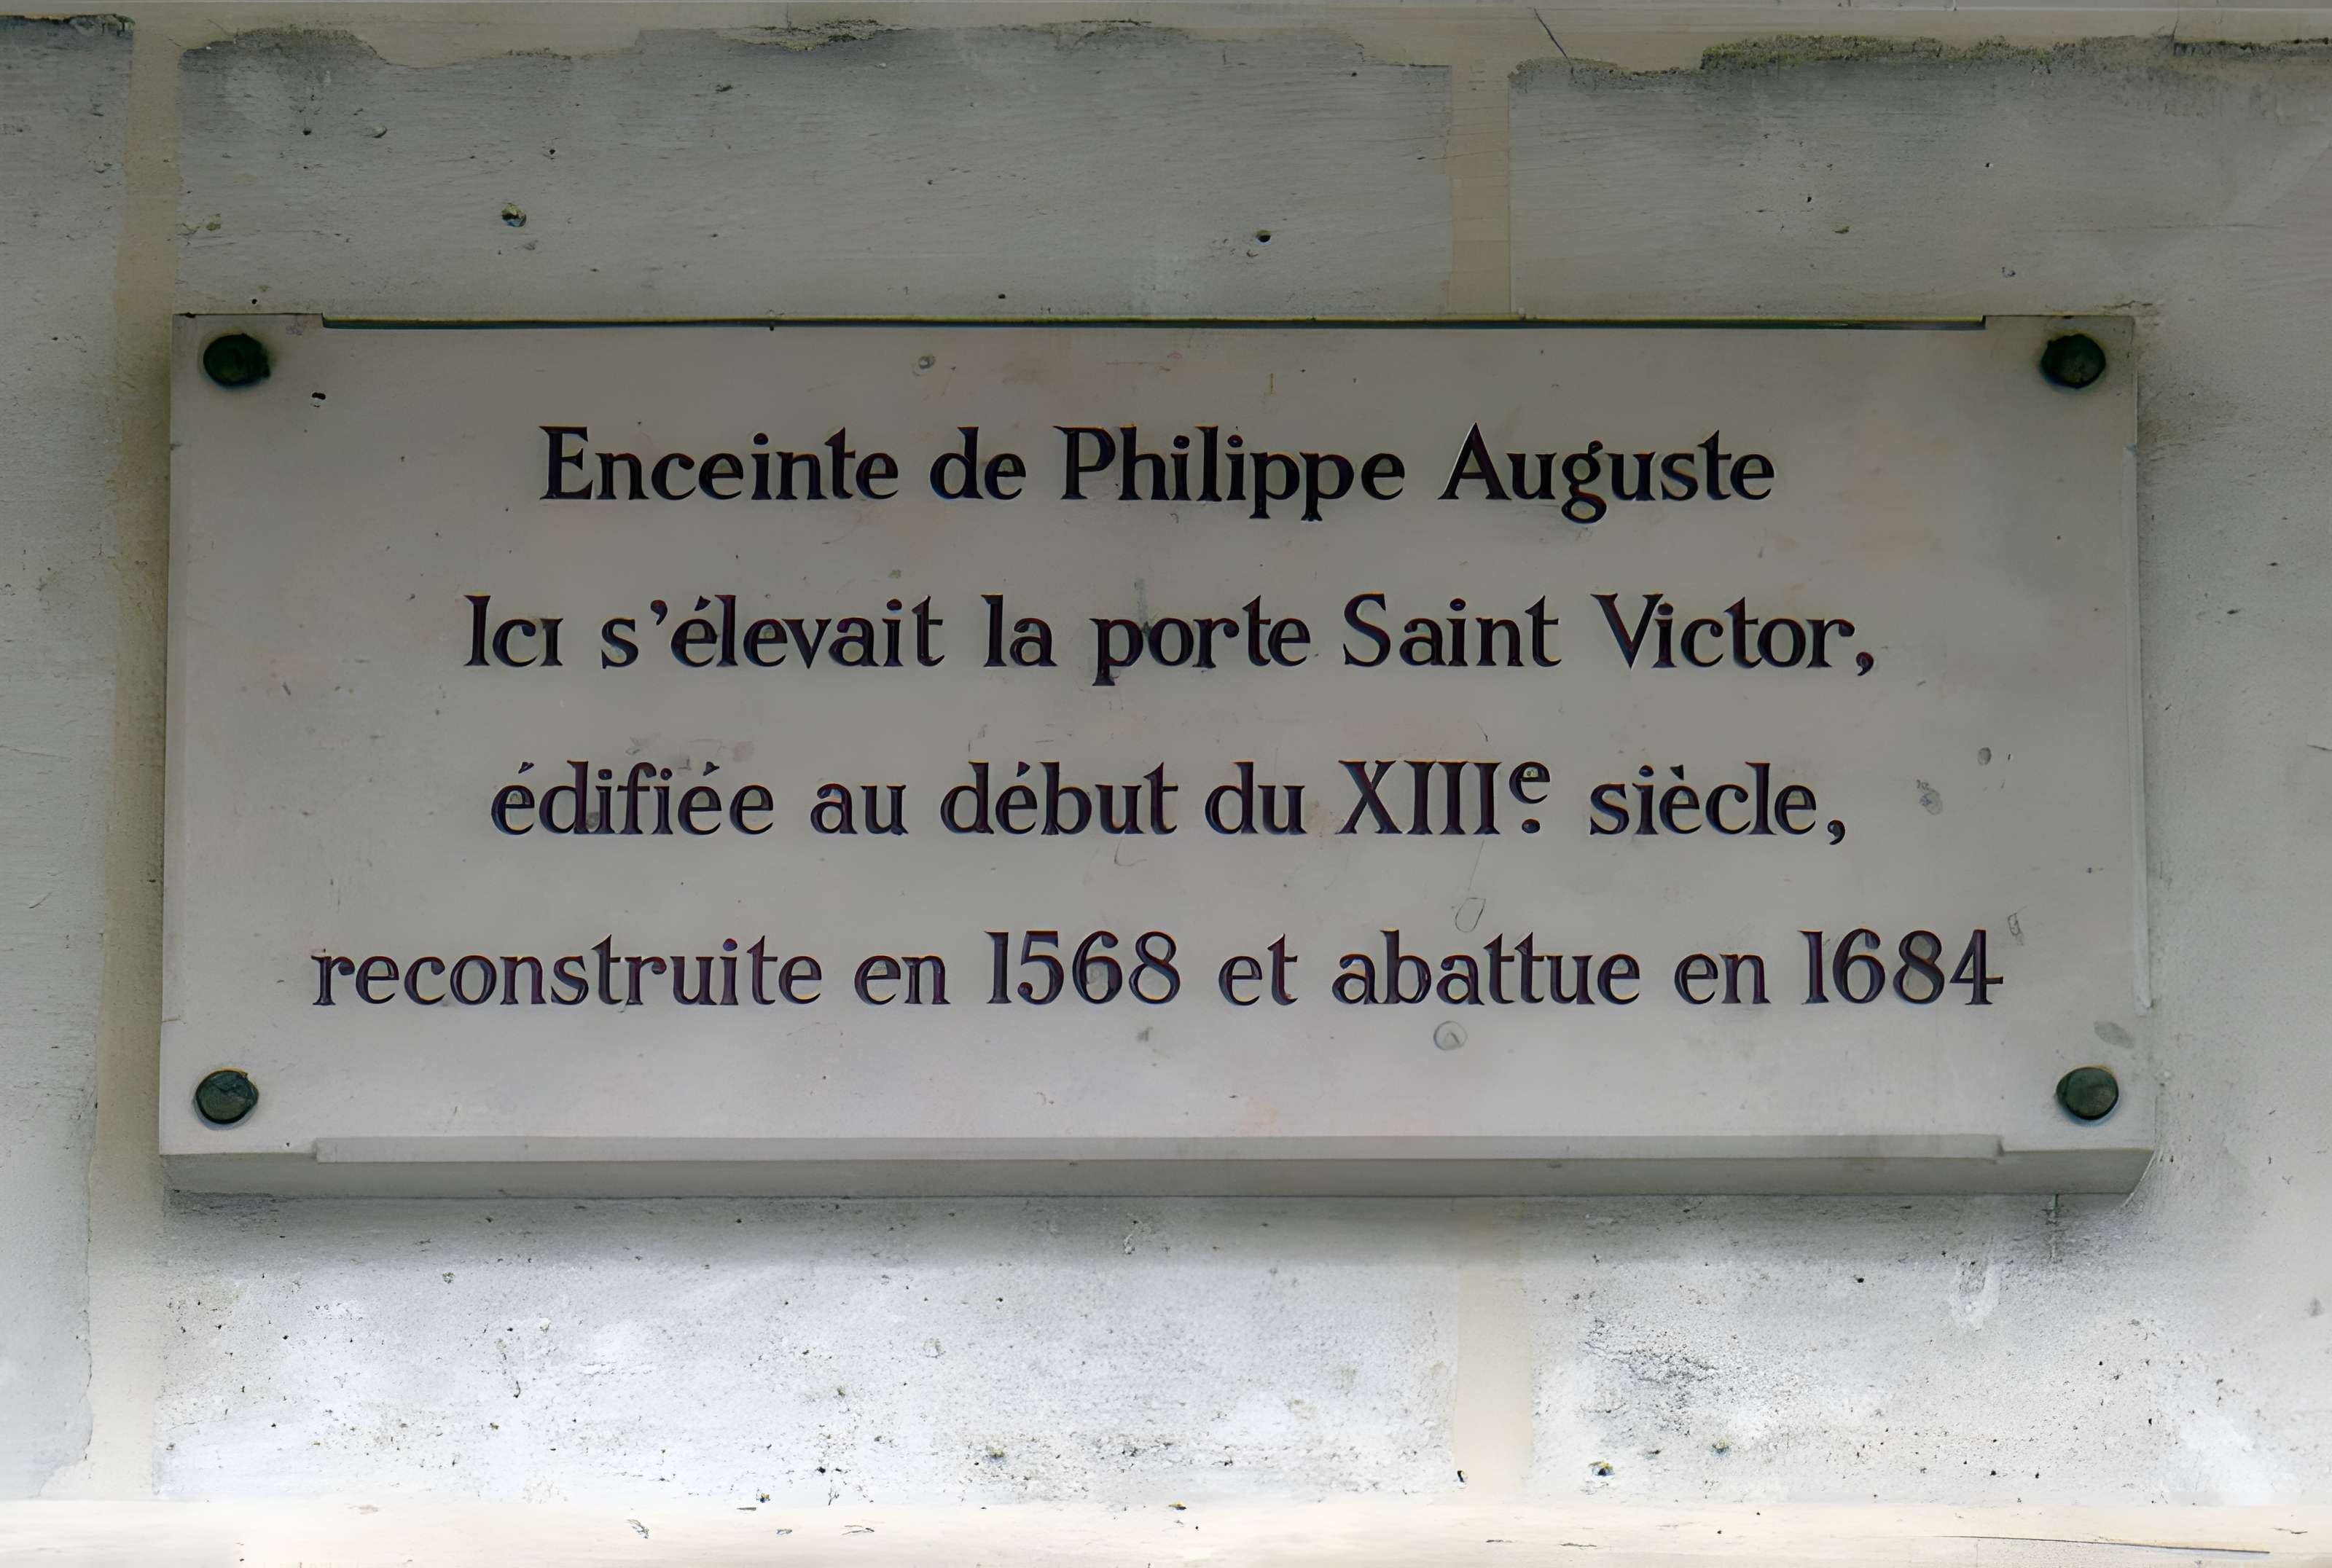 Enceinte de Philippe Auguste
Ici s'élevait la porte Saint Victor,
édifiée au début du XIIIe. siècle,
reconstruite en 1568 et abattue en 1684